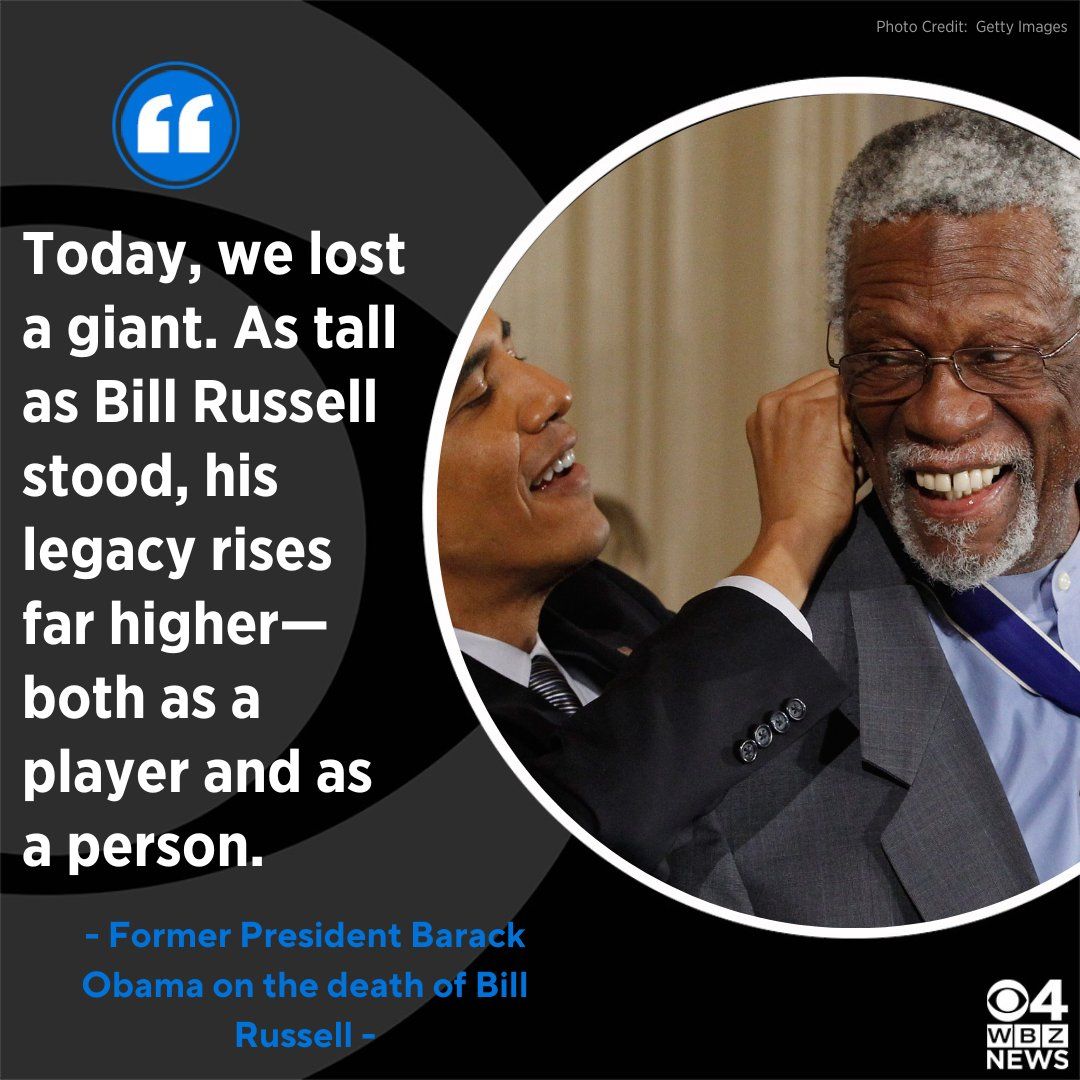 Photo Credit: Getty Images
Today, we lost
a giant. As tall
as Bill Russell
stood, his
legacy rises
far higher—
both as a
player and as
a person.
- Former President Barack
Obama on the death of Bill
Russell -
4
WBZ
NEWS